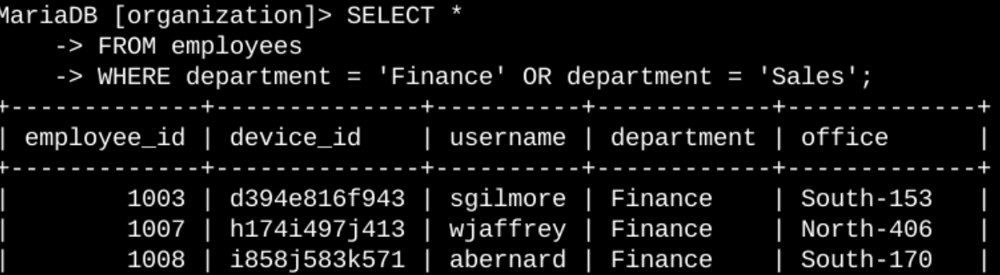 MariaDB [organization]> SELECT *
    -> FROM employees
    -> WHERE department = 'Finance' OR department = 'Sales';
+-------------+--------------+----------+------------+-------------+
| employee_id | device_id    | username | department | office      |
+-------------+--------------+----------+------------+-------------+
|        1003 | d394e816f943 | sgilmore | Finance    | South-153   |
|        1007 | h174i497j413 | wjaffrey | Finance    | North-406   |
|        1008 | i858j583k571 | abernard | Finance    | South-170   |